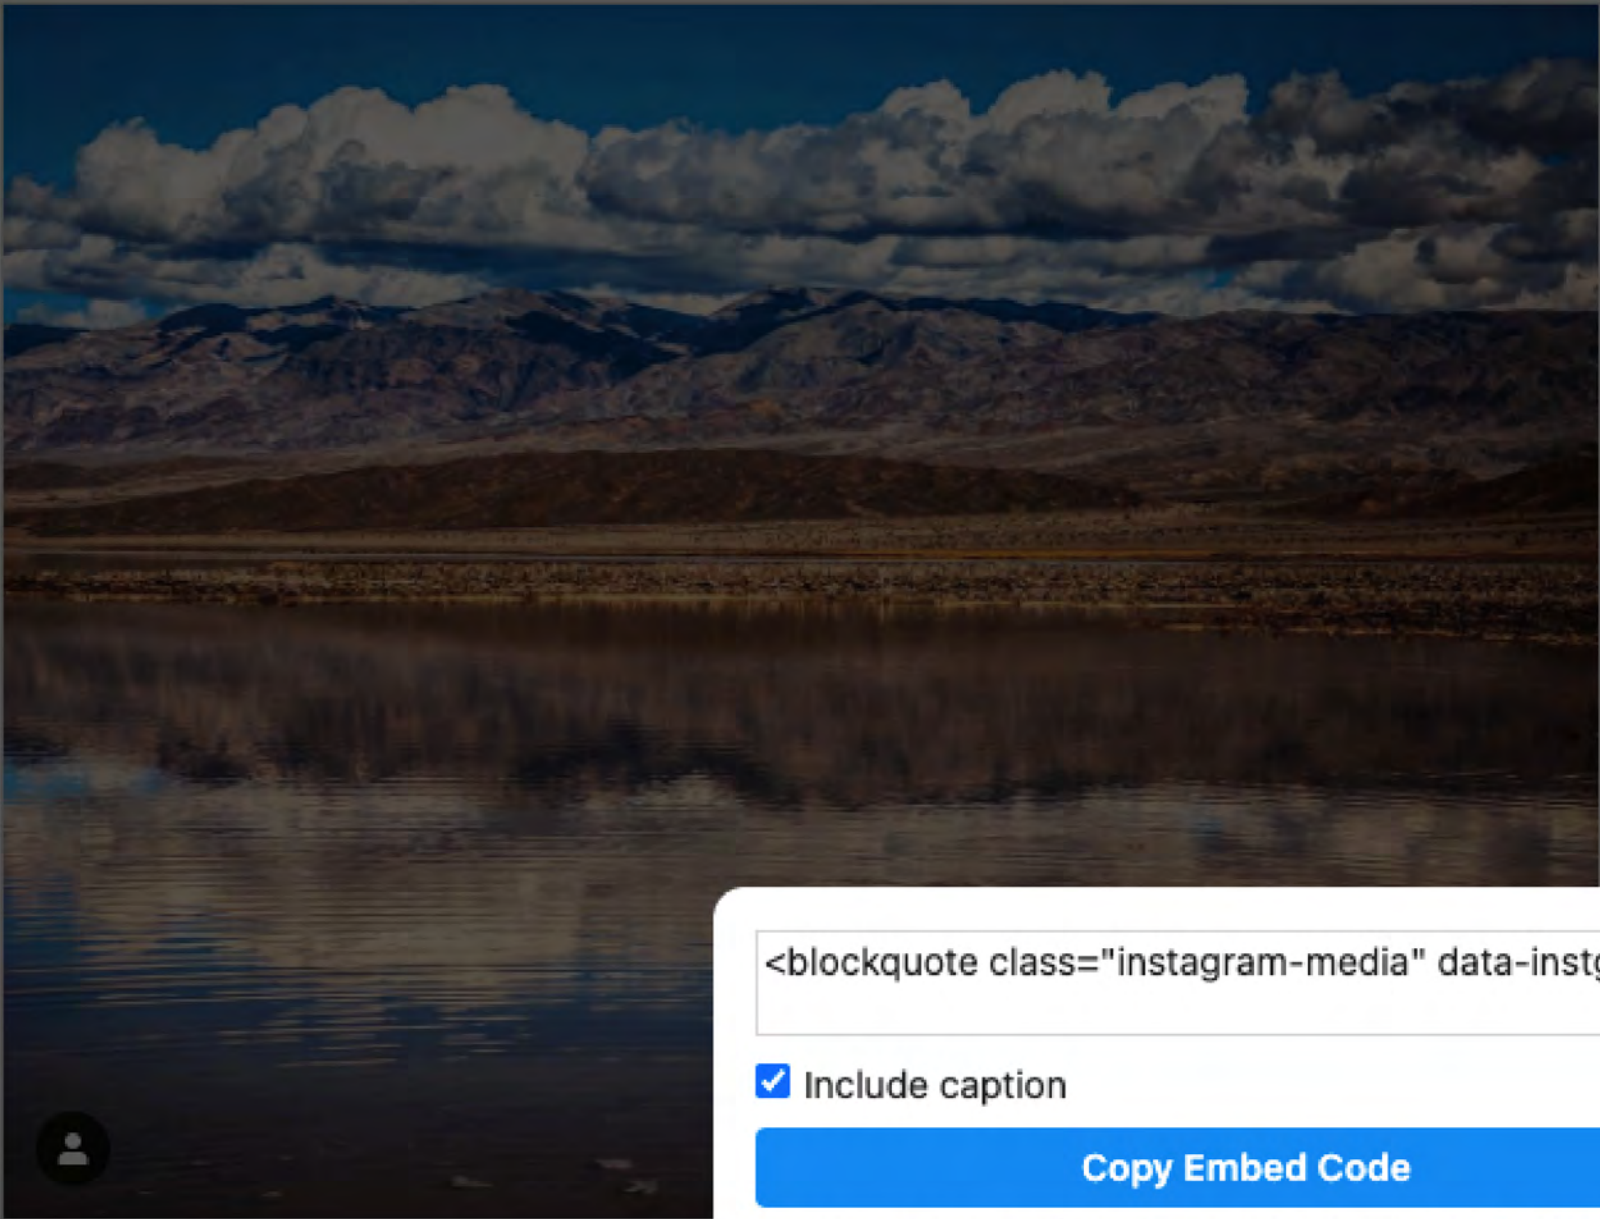 <blockquote class="instagram-media" data-inst
Include caption
Copy Embed Code